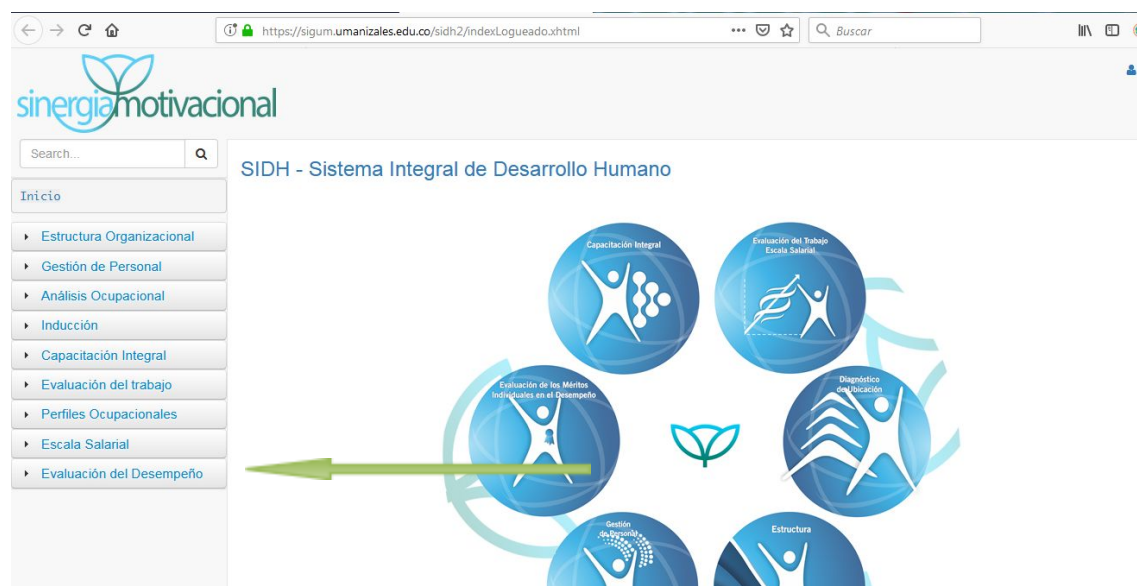 https://sigum.umanizales.edu.co/sidh2/indexLogueado.xhtml
Buscar
sinergiamotivacional
Search...
SIDH - Sistema Integral de Desarrollo Humano
Inicio
Estructura Organizacional
Gestión de Personal
Análisis Ocupacional
Inducción
Capacitación Integral
Evaluación del trabajo
Perfiles Ocupacionales
Escala Salarial
Evaluación del Desempeño
Capacitación Integral
Evaluación del Trabajo
Escala Salarial
Evaluación de los Méritos
Individuales en el Desempeño
Diagnóstico
de Ubicación
Gestión
de Personal
Estructura